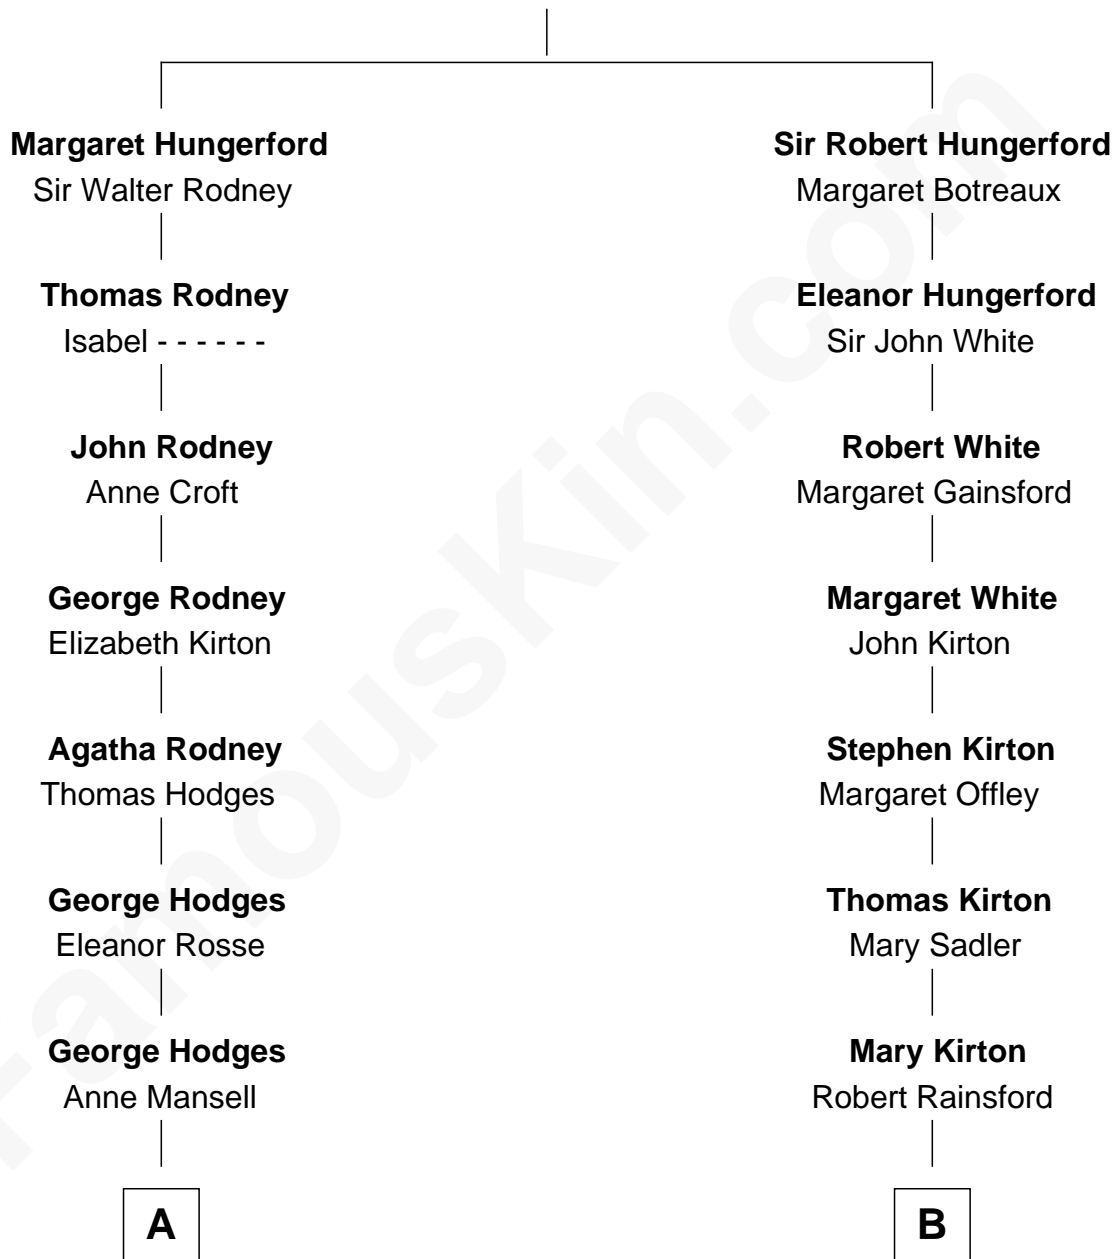 Margaret Hungerford
Sir Walter Rodney
Thomas Rodney
Isabel - - - - - -
John Rodney
Anne Croft
George Rodney
Elizabeth Kirton
Agatha Rodney
Thomas Hodges
George Hodges
Eleanor Rosse
George Hodges
Anne Mansell
A
Sir Robert Hungerford
Margaret Botreaux
Eleanor Hungerford
Sir John White
Robert White
Margaret Gainsford
Margaret White
John Kirton
Stephen Kirton
Margaret Offley
Thomas Kirton
Mary Sadler
Mary Kirton
Robert Rainsford
B
FamousKin.com